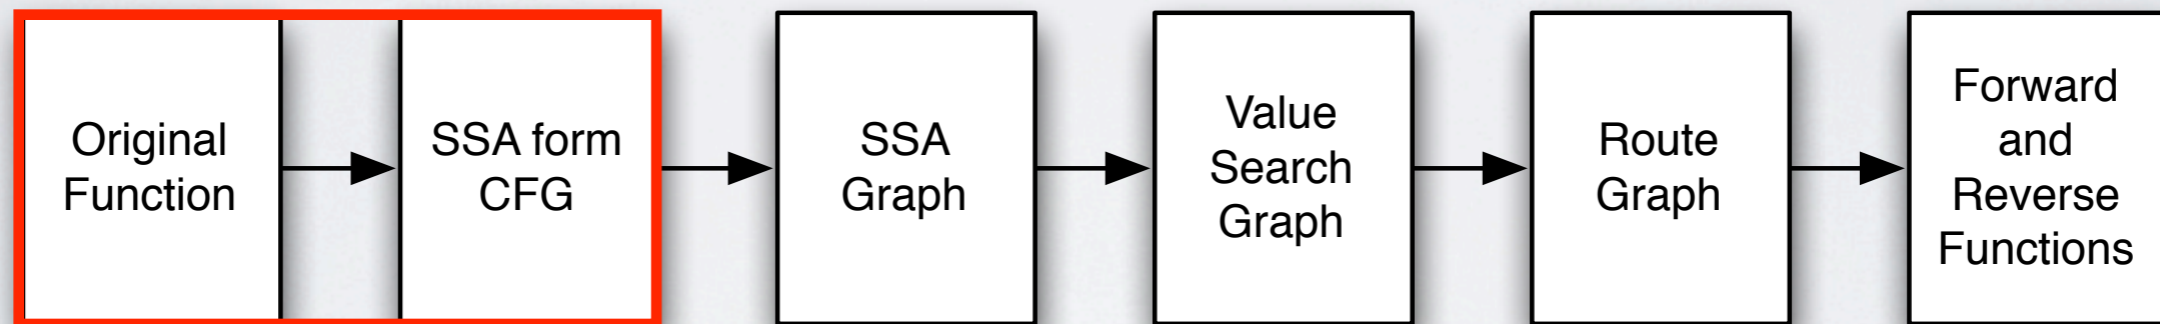 Original
Function
SSA form
CFG
SSA
Graph
Value
Search
Graph
Route
Graph
Forward
and
Reverse
Functions